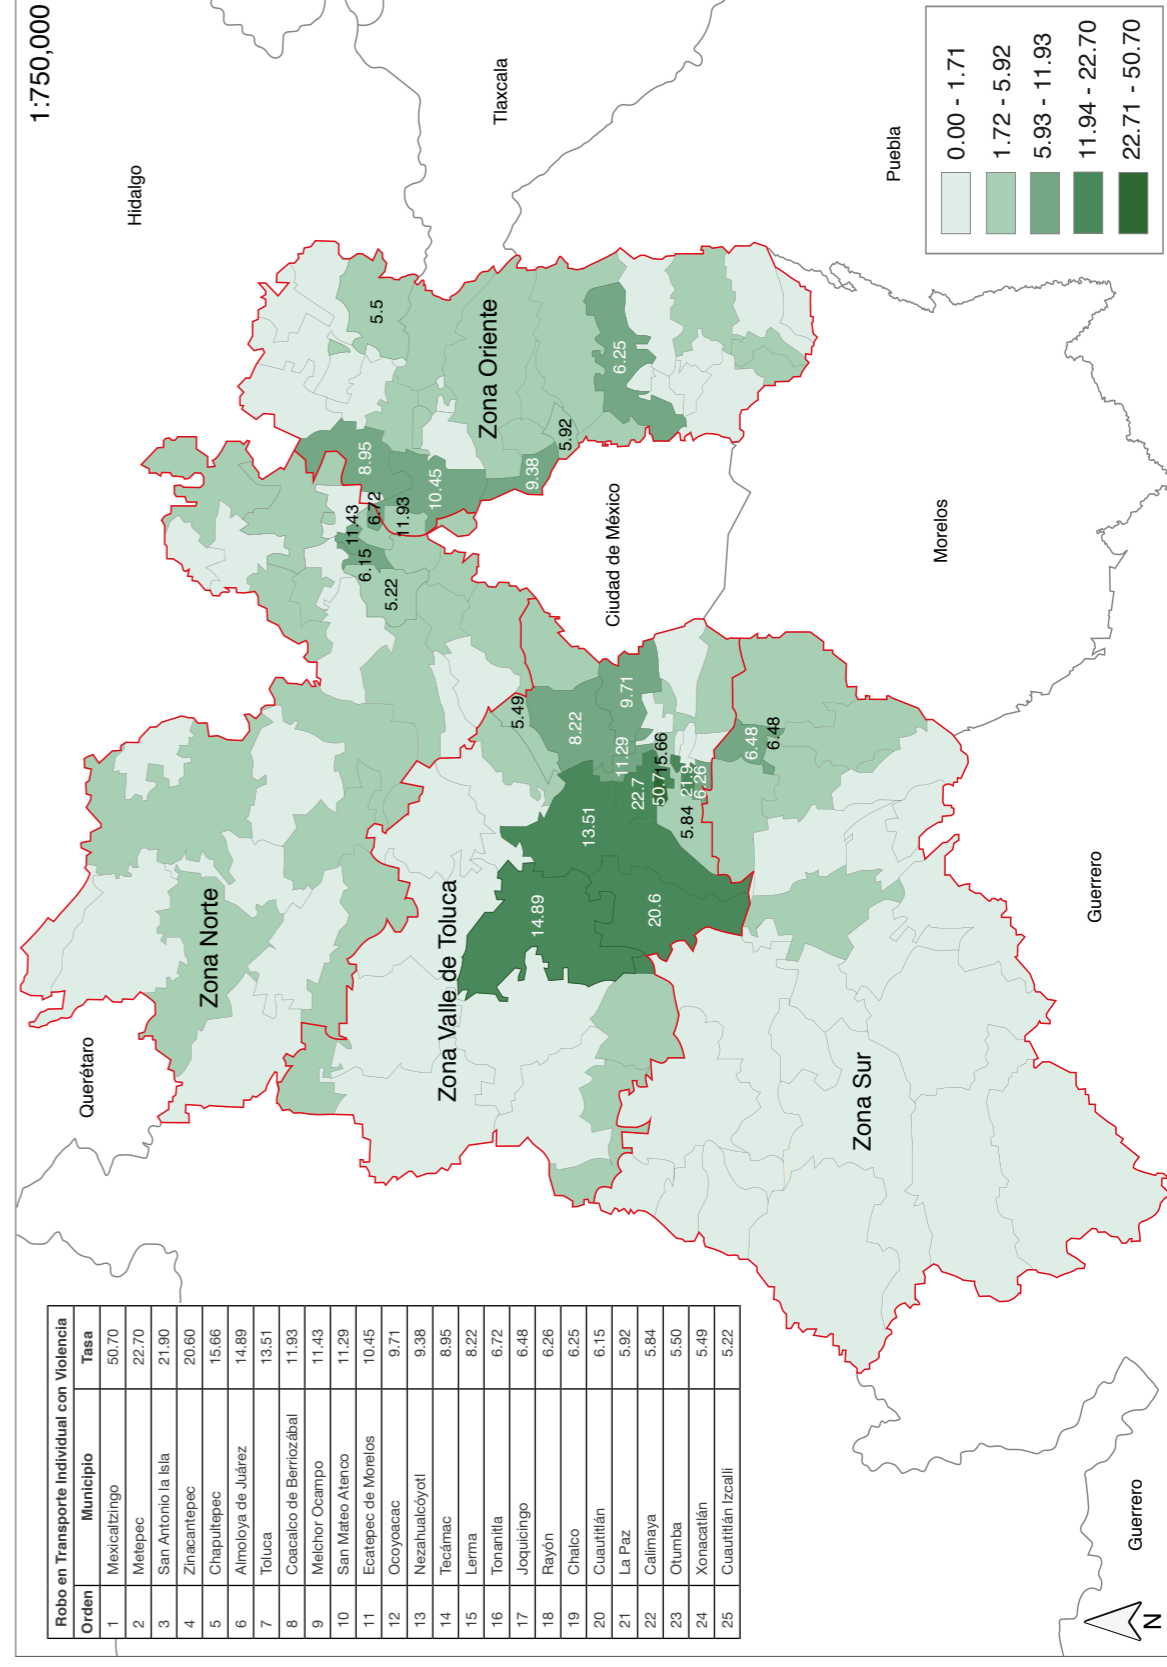 1:750,000
Robo en Transporte Individual con Violencia
Orden Municipio Tasa
1 Mexicaltzingo 50.70
2 Metepec 22.70
3 San Antonio la Isla 21.90
4 Zinacantepec 20.60
5 Chapultepec 15.66
6 Almoloya de Juárez 14.89
7 Toluca 13.51
8 Coacalco de Berriozábal 11.93
9 Melchor Ocampo 11.43
10 San Mateo Atenco 11.29
11 Ecatepec de Morelos 10.45
12 Ocoyoacac 9.71
13 Nezahualcóyotl 9.38
14 Tecámac 8.95
15 Lerma 8.22
16 Tonanitla 6.72
17 Joquicingo 6.48
18 Rayón 6.26
19 Chalco 6.25
20 Cuautitlán 6.15
21 La Paz 5.92
22 Calimaya 5.84
23 Otumba 5.50
24 Xonacatlán 5.49
25 Cuautitlán Izcalli 5.22
Querétaro
Hidalgo
Tlaxcala
Zona Norte
5.5
8.95
11.43
6.72
6.15
11.93
5.22
10.45
Zona Oriente
Zona Valle de Toluca
5.49
9.38
5.92
14.89
13.51
8.22
Ciudad de México
6.25
20.6
22.7
11.29
9.71
50.7
15.66
5.84
21.9
6.26
6.48
6.48
Zona Sur
Puebla
Morelos
Guerrero
Guerrero
N
0.00 - 1.71
1.72 - 5.92
5.93 - 11.93
11.94 - 22.70
22.71 - 50.70